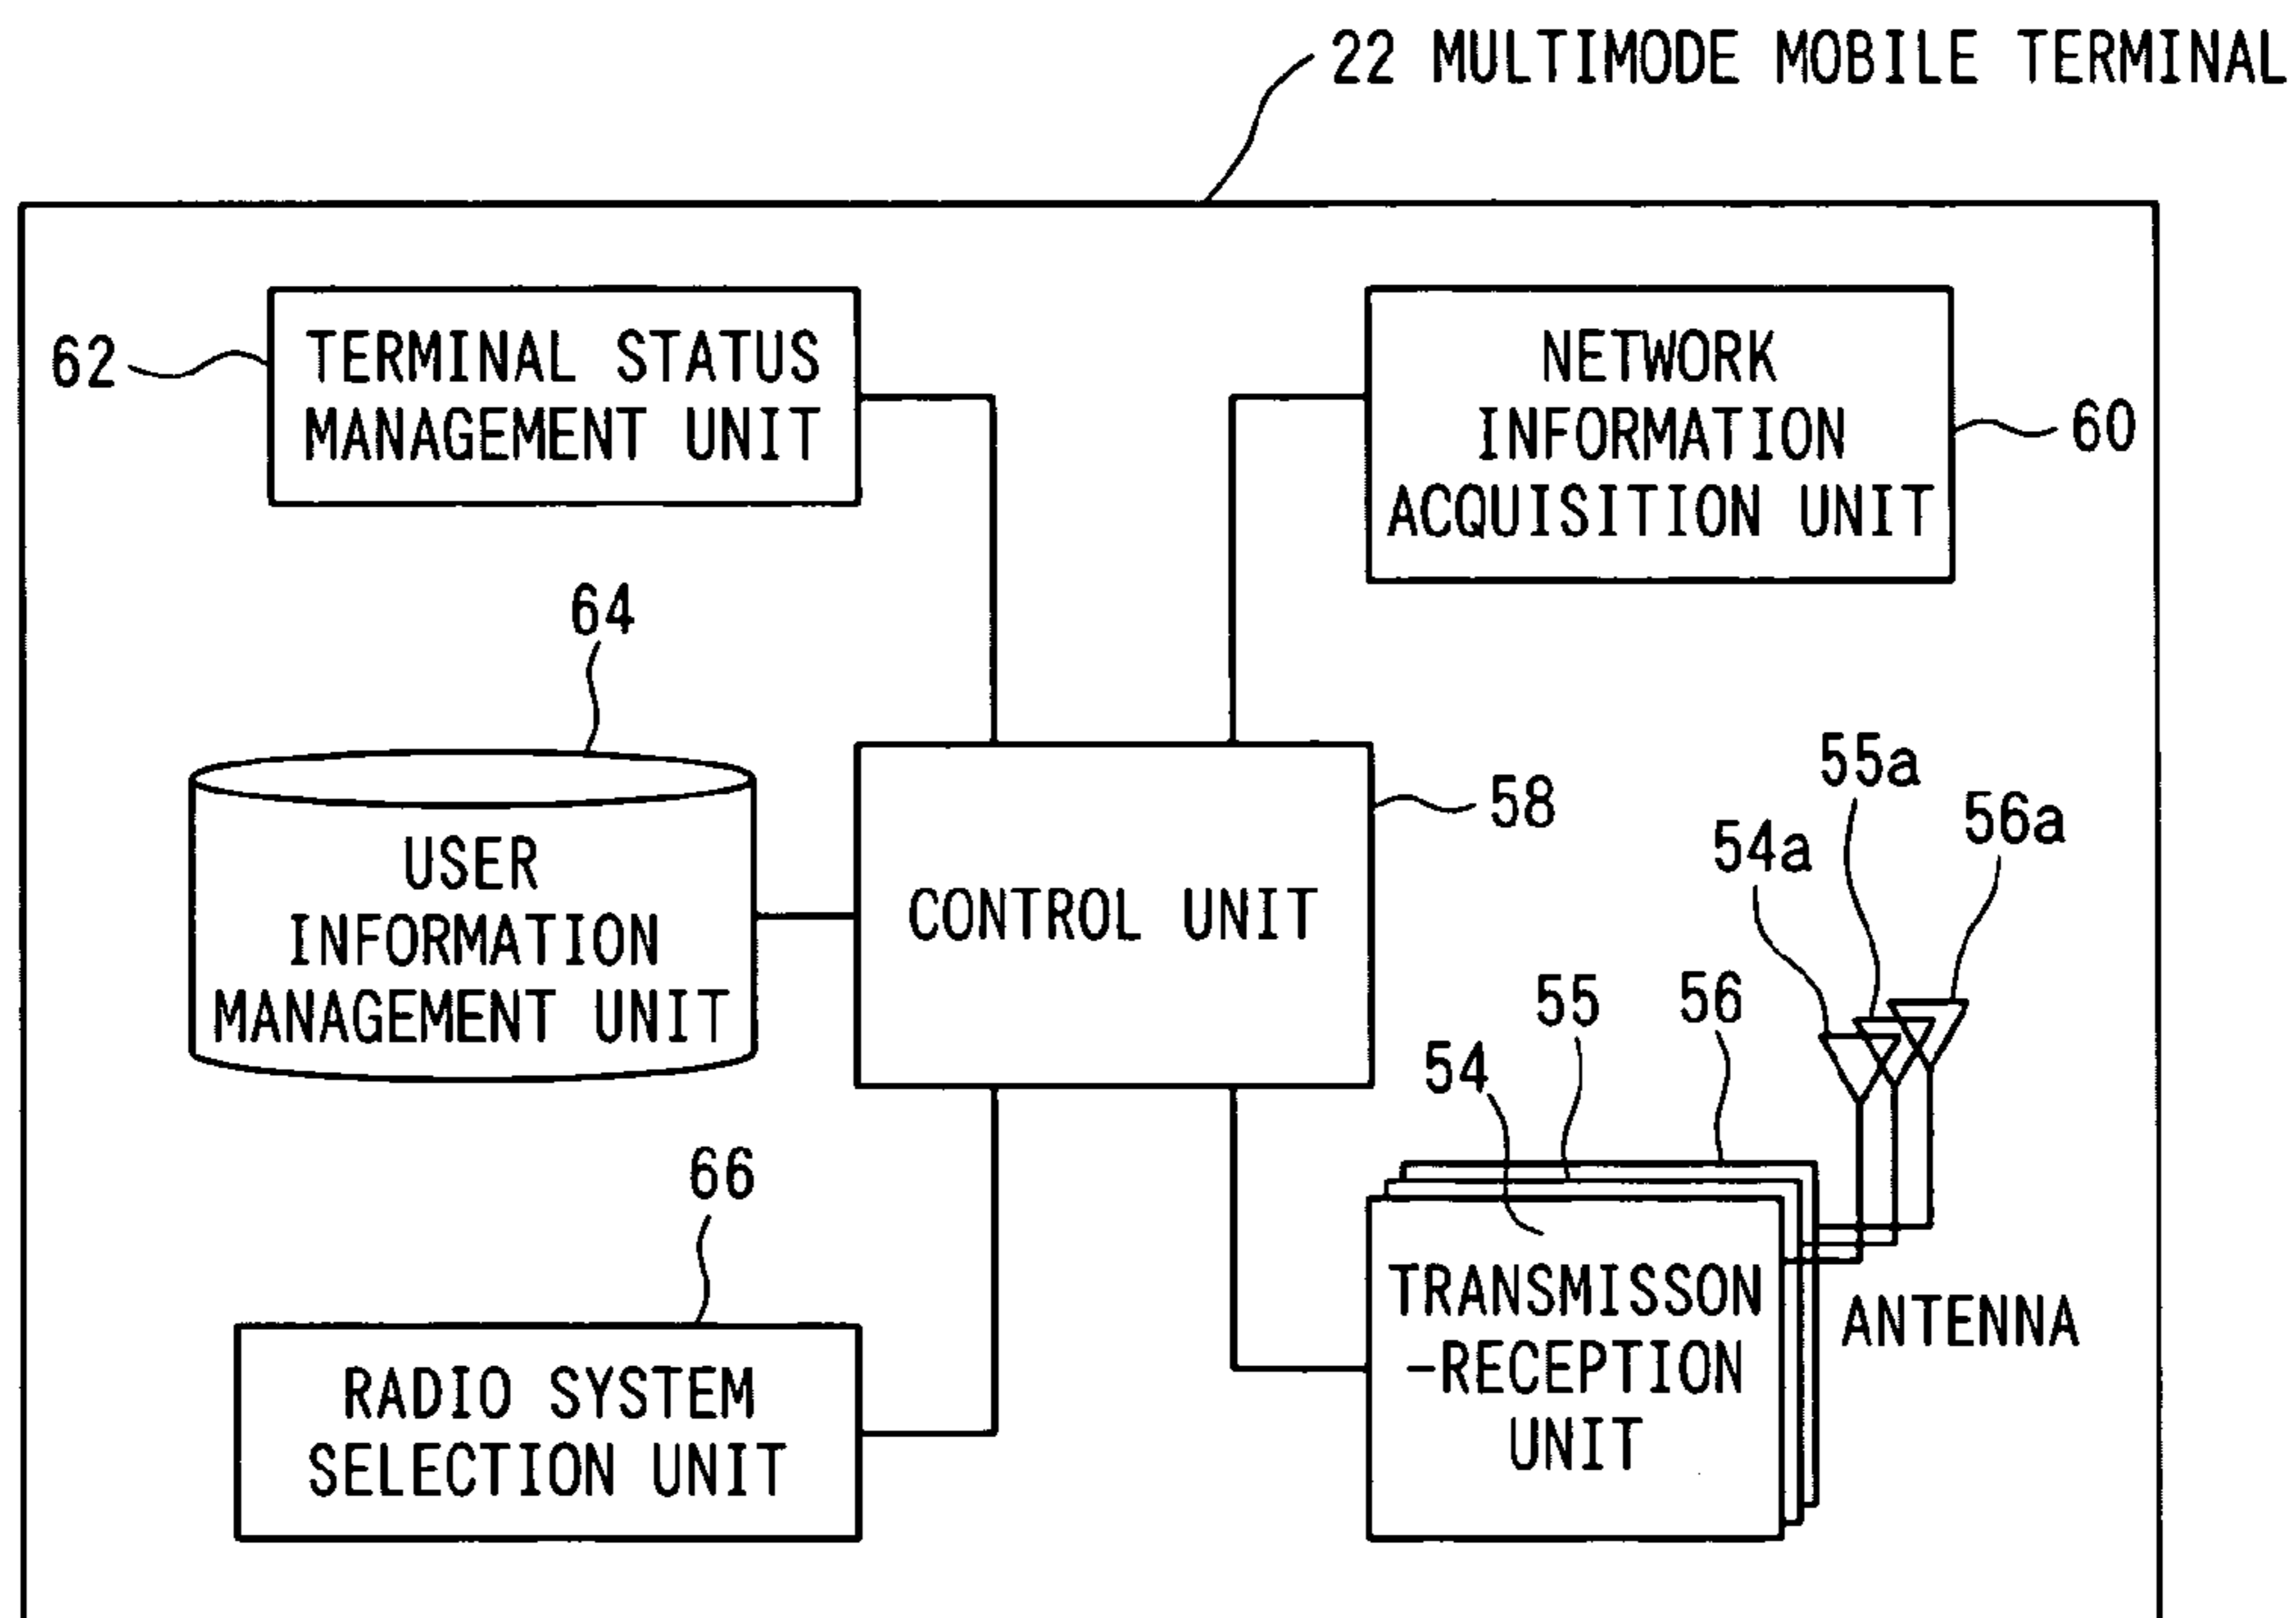 22 MULTIMODE MOBILE TERMINAL
62
TERMINAL STATUS
MANAGEMENT UNIT
NETWORK
INFORMATION
ACQUISITION UNIT
60
64
USER
INFORMATION
MANAGEMENT UNIT
CONTROL UNIT
58
55a
56a
54a
55
56
54
66
RADIO SYSTEM
SELECTION UNIT
TRANSMISSON
-RECEPTION
UNIT
ANTENNA